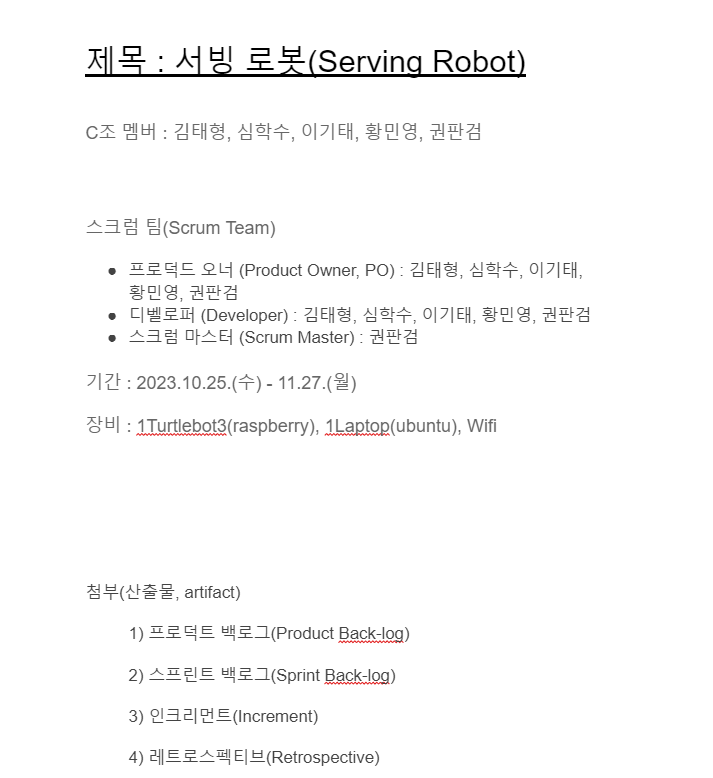 제목 : 서빙 로봇(Serving Robot)
C조 멤버 : 김태형, 심학수, 이기태, 황민영, 권판검
스크럼 팀(Scrum Team)
● 프로덕드 오너 (Product Owner, PO) : 김태형, 심학수, 이기태,
황민영, 권판검
● 디벨로퍼 (Developer) : 김태형, 심학수, 이기태, 황민영, 권판검
● 스크럼 마스터 (Scrum Master) : 권판검
기간 : 2023.10.25.(수) - 11.27.(월)
장비 : 1Turtlebot3(raspberry), 1Laptop(ubuntu), Wifi
첨부(산출물, artifact)
1) 프로덕트 백로그(Product Back-log)
2) 스프린트 백로그(Sprint Back-log)
3) 인크리먼트(Increment)
4) 레트로스펙티브(Retrospective)